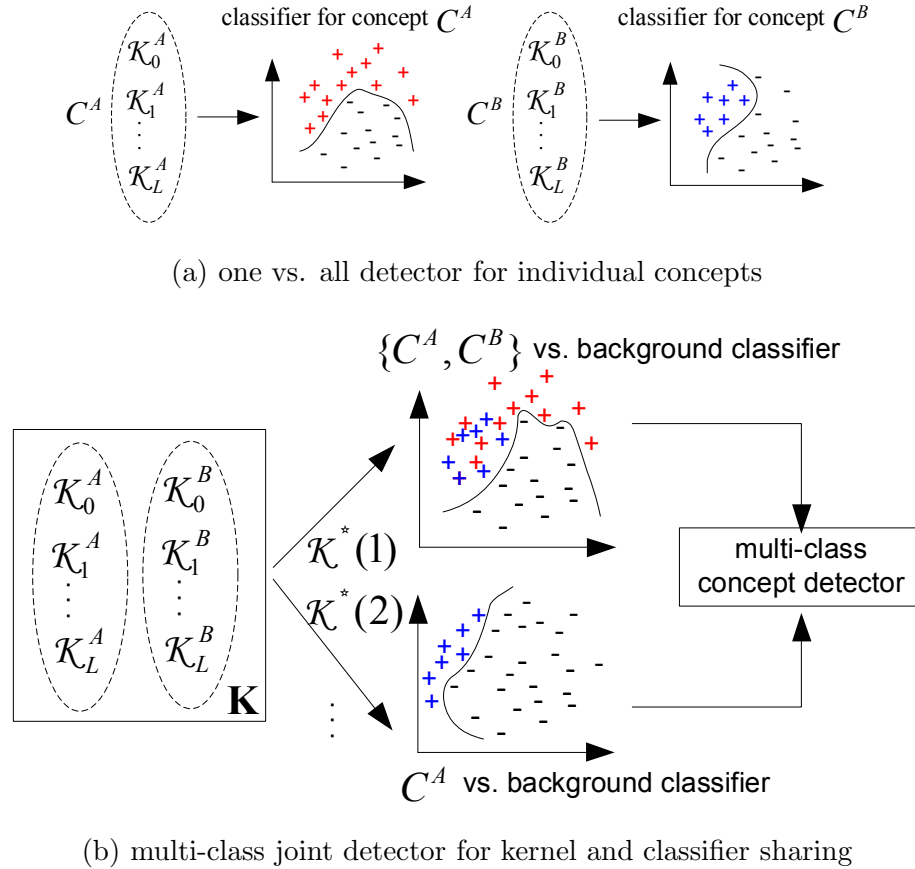 classifier for concept C^A
classifier for concept C^B
C^A
𝒦_0^A
𝒦_1^A
⋮
𝒦_L^A
C^B
𝒦_0^B
𝒦_1^B
⋮
𝒦_L^B
(a) one vs. all detector for individual concepts
{C^A, C^B} vs. background classifier
𝒦_0^A
𝒦_1^A
⋮
𝒦_L^A
𝒦_0^B
𝒦_1^B
⋮
𝒦_L^B
K
𝒦^*(1)
𝒦^*(2)
⋮
multi-class
concept detector
C^A vs. background classifier
(b) multi-class joint detector for kernel and classifier sharing